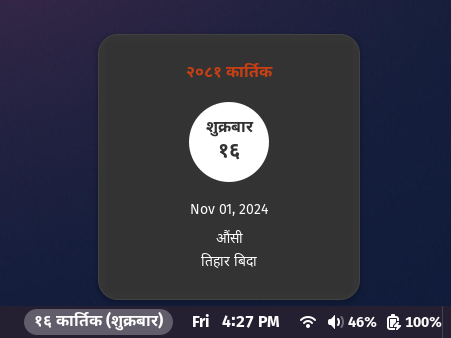 २०८१ कार्तिक
शुक्रबार
१६
Nov 01, 2024
औंसी
तिहार बिदा
१६ कार्तिक (शुक्रबार) Fri 4:27 PM 46% 100%